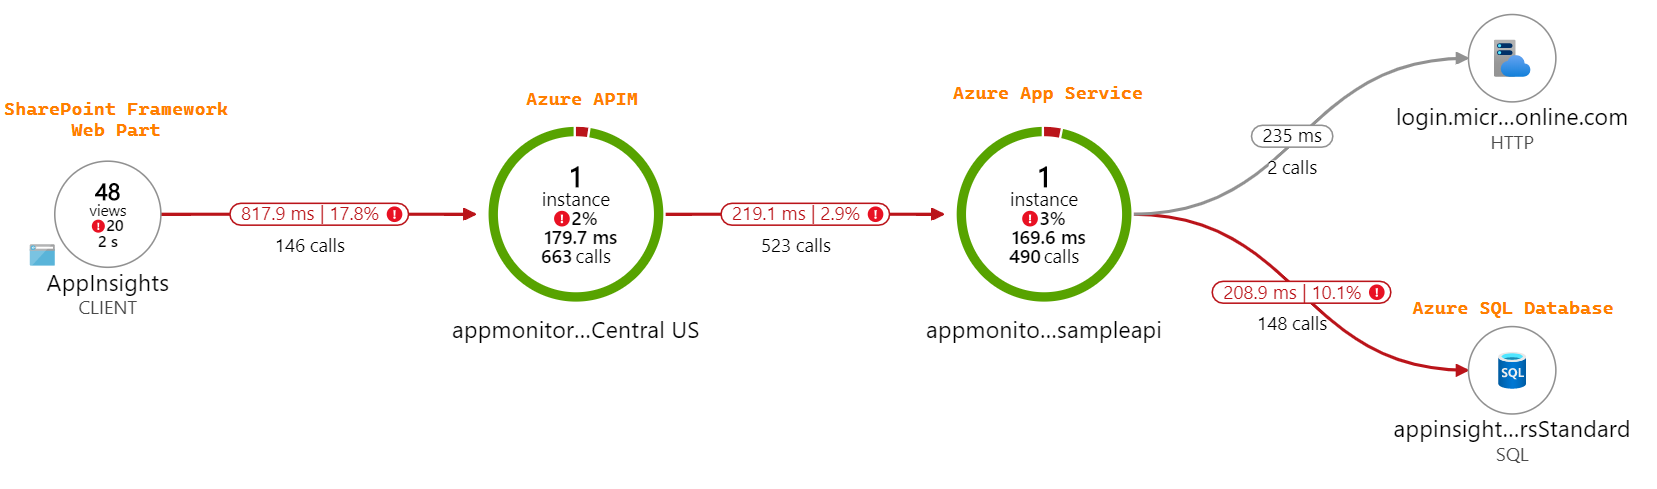 SharePoint Framework
Web Part
48
views
20
2 s
AppInsights
CLIENT
817.9 ms | 17.8%
146 calls
Azure APIM
1
instance
2%
179.7 ms
663 calls
appmonitor...Central US
219.1 ms | 2.9%
523 calls
Azure App Service
1
instance
3%
169.6 ms
490 calls
appmonito...sampleapi
235 ms
2 calls
login.micr...online.com
HTTP
208.9 ms | 10.1%
148 calls
Azure SQL Database
SQL
appinsight...rsStandard
SQL